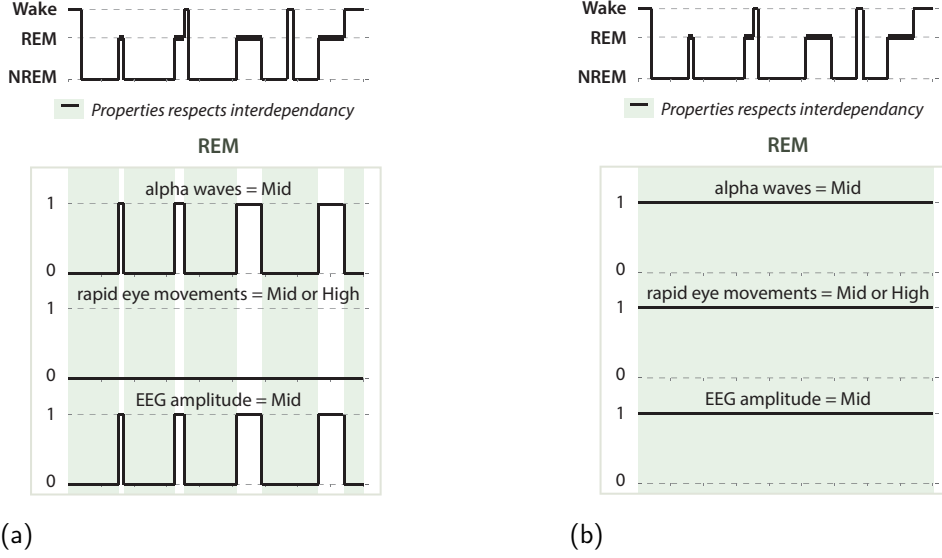 Wake
REM
NREM
Properties respects interdependancy
REM
alpha waves = Mid
1
0
rapid eye movements = Mid or High
1
0
EEG amplitude = Mid
1
0
(a)
Wake
REM
NREM
Properties respects interdependancy
REM
alpha waves = Mid
1
0
rapid eye movements = Mid or High
1
0
EEG amplitude = Mid
1
0
(b)